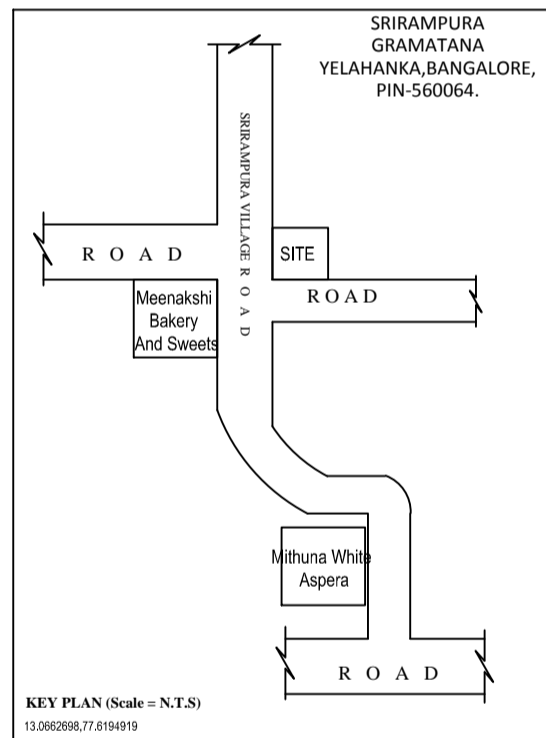 SRIRAMPURA
GRAMATANA
YELAHANKA,BANGALORE,
PIN-560064.
SRIRAMPURA VILLAGE R O A D
R O A D
SITE
R O A D
Meenakshi
Bakery
And Sweets
Mithuna White
Aspera
R O A D
KEY PLAN (Scale = N.T.S)
13.0662698,77.6194919